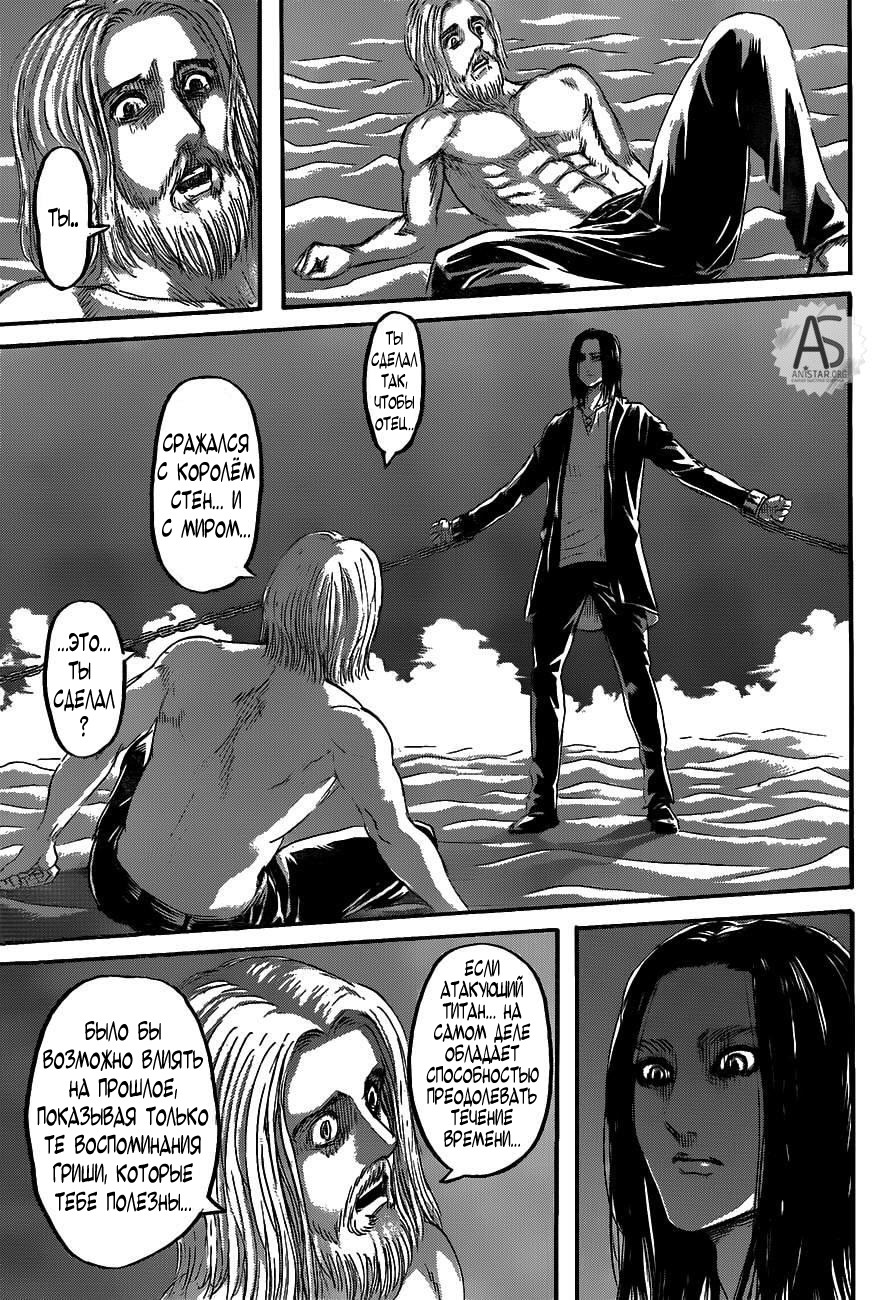 ТЫ..
ТЫ
СДЕЛАЛ
ТАК,
ЧТОБЫ
ОТЕЦ...
СРАЖАЛСЯ
С КОРОЛЁМ
СТЕН... И
С МИРОМ...
...ЭТО...
ТЫ
СДЕЛАЛ
?
ЕСЛИ
АТАКУЮЩИЙ
ТИТАН... НА
САМОМ ДЕЛЕ
ОБЛАДАЕТ
СПОСОБНОСТЬЮ
ПРЕОДОЛЕВАТЬ
ТЕЧЕНИЕ
ВРЕМЕНИ...
БЫЛО БЫ
ВОЗМОЖНО ВЛИЯТЬ
НА ПРОШЛОЕ,
ПОКАЗЫВАЯ ТОЛЬКО
ТЕ ВОСПОМИНАНИЯ
ГРИШИ, КОТОРЫЕ
ТЕБЕ ПОЛЕЗНЫ...
AS
ANISTAR.ORG